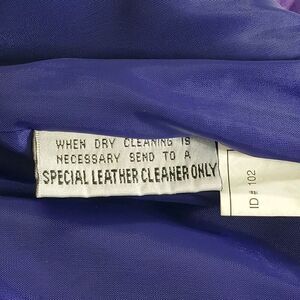 WHEN DRY CLEANING IS
NECESSARY SEND TO A
SPECIAL LEATHER CLEANER ONLY
ID # 102